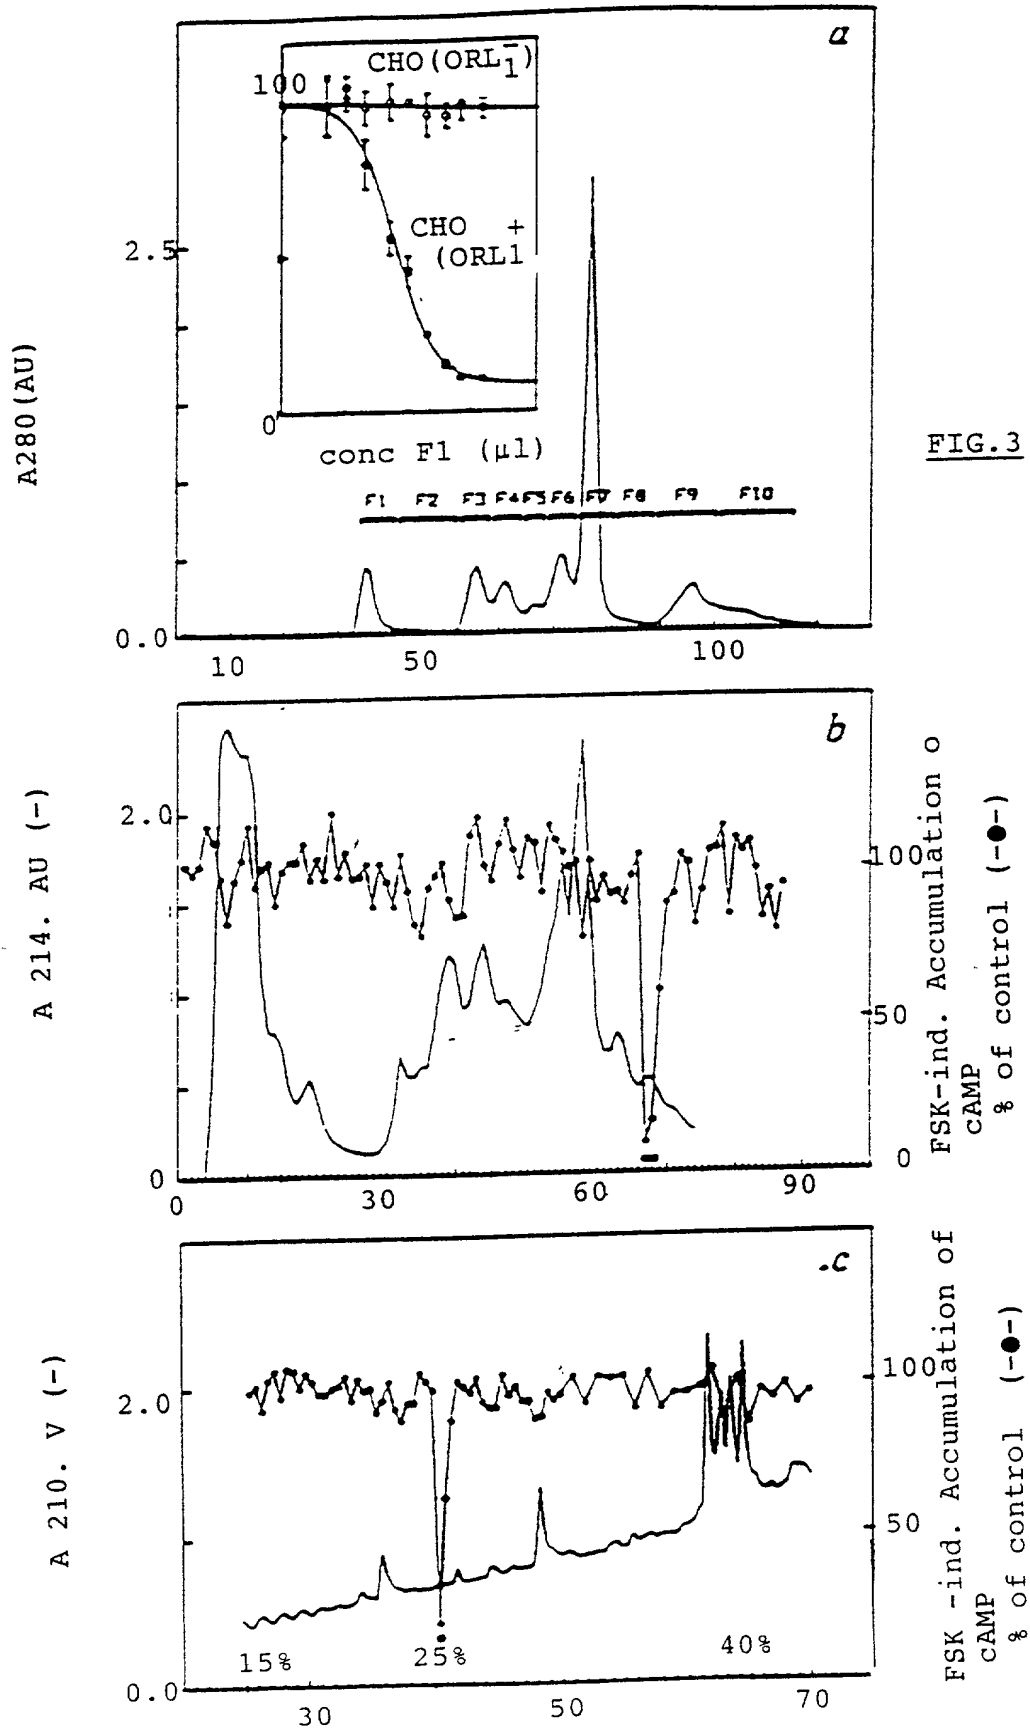 a
CHO(ORL1-)
100
CHO +
(ORL1
2.5
A280(AU)
0
conc F1 (µl)
FIG.3
F1 F2 F3 F4 F5 F6 F7 F8 F9 F10
0.0
10 50 100
b
2.0
100
A 214. AU (-)
50
0
0
0 30 60 90
FSK-ind. Accumulation o
CAMP
% of control (-●-)
.c
2.0
100
A 210. V (-)
50
15% 25% 40%
0.0
30 50 70
FSK -ind. Accumulation of
CAMP
% of control (-●-)